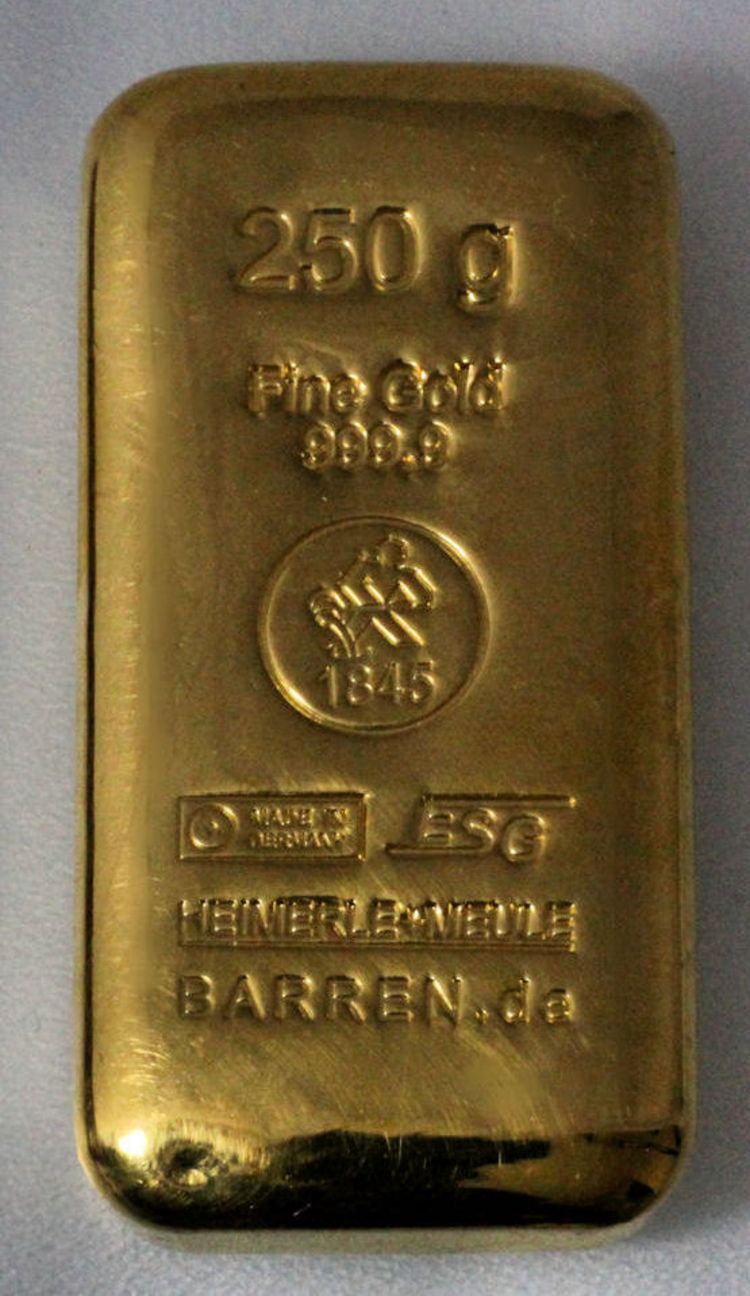 250 g
Fine Gold
999.9
1845
MADE IN
GERMANY
ESG
HEIMERLE+MEULE
BARREN.de